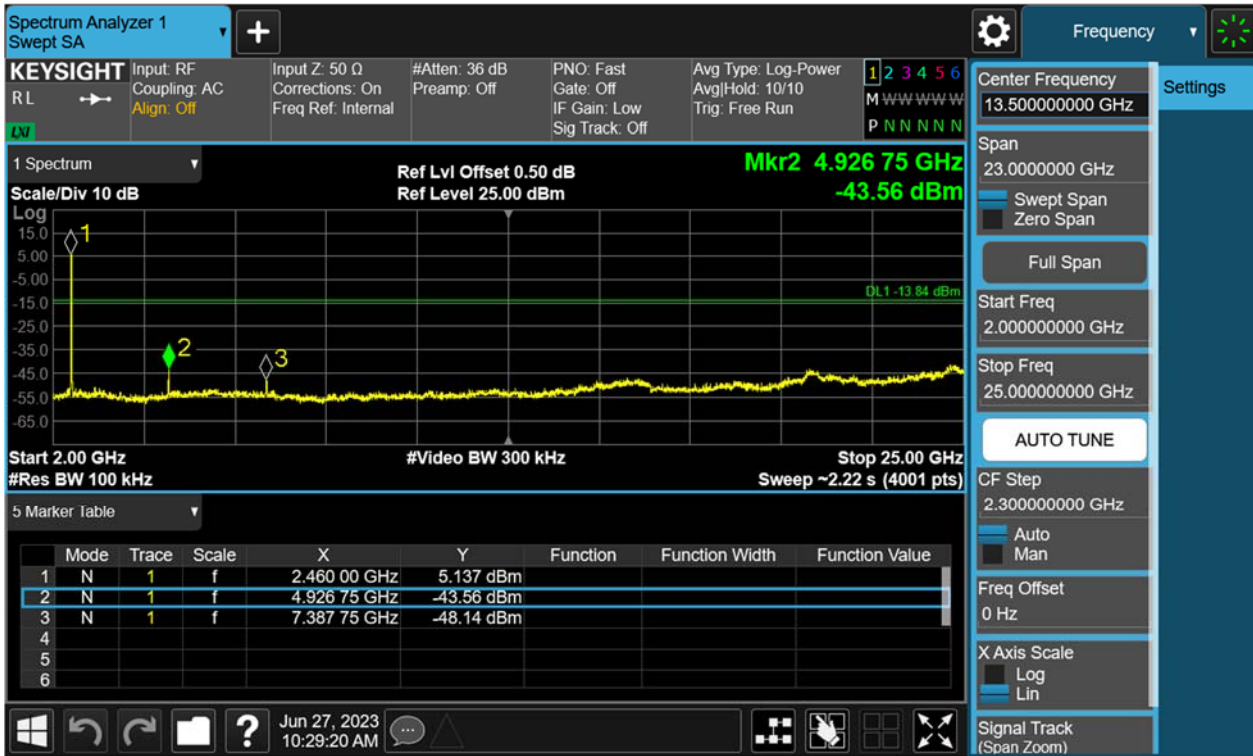 Spectrum Analyzer 1
Swept SA
+
Frequency
KEYSIGHT
RL
LXI
Input: RF
Coupling: AC
Align: Off
Input Z: 50 Ω
Corrections: On
Freq Ref: Internal
#Atten: 36 dB
Preamp: Off
PNO: Fast
Gate: Off
IF Gain: Low
Sig Track: Off
Avg Type: Log-Power
Avg|Hold: 10/10
Trig: Free Run
1 2 3 4 5 6
M W W W W W
P N N N N N
1 Spectrum
Scale/Div 10 dB
Ref Lvl Offset 0.50 dB
Ref Level 25.00 dBm
Mkr2 4.926 75 GHz
-43.56 dBm
Log
15.0
5.00
-5.00
-15.0
-25.0
-35.0
-45.0
-55.0
-65.0
1
2
3
DL1 -13.84 dBm
Start 2.00 GHz
#Video BW 300 kHz
Stop 25.00 GHz
#Res BW 100 kHz
Sweep ~2.22 s (4001 pts)
5 Marker Table
Mode Trace Scale X Y Function Function Width Function Value
1 N 1 f 2.460 00 GHz 5.137 dBm
2 N 1 f 4.926 75 GHz -43.56 dBm
3 N 1 f 7.387 75 GHz -48.14 dBm
4
5
6
?
Jun 27, 2023
10:29:20 AM
Center Frequency
13.500000000 GHz
Span
23.0000000 GHz
Swept Span
Zero Span
Full Span
Start Freq
2.000000000 GHz
Stop Freq
25.000000000 GHz
AUTO TUNE
CF Step
2.300000000 GHz
Auto
Man
Freq Offset
0 Hz
X Axis Scale
Log
Lin
Signal Track
(Span Zoom)
Settings